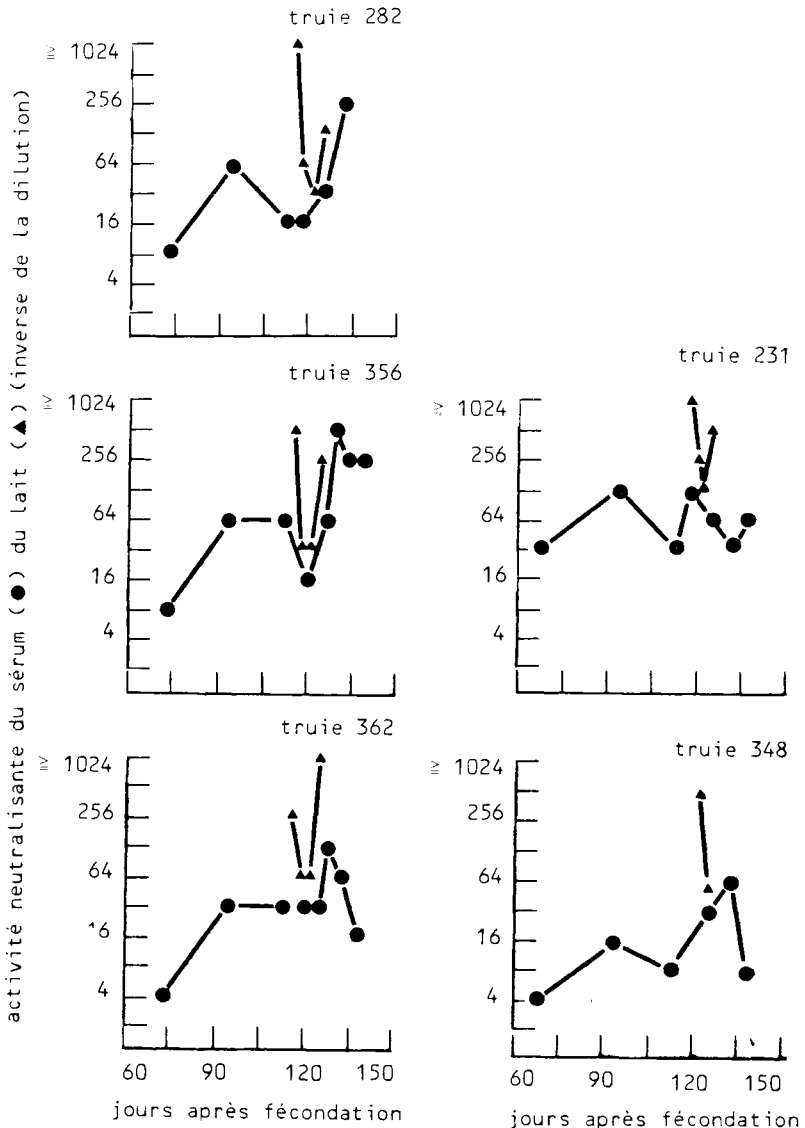 truie 282
≥ 1024
256
64
16
4
truie 356
≥ 1024
256
64
16
4
truie 231
≥ 1024
256
64
16
4
truie 362
≥ 1024
256
64
16
4
60 90 120 150
jours après fécondation
truie 348
≥ 1024
256
64
16
4
60 90 120 150
jours après fécondation
activité neutralisante du sérum (●) du lait (▲) (inverse de la dilution)